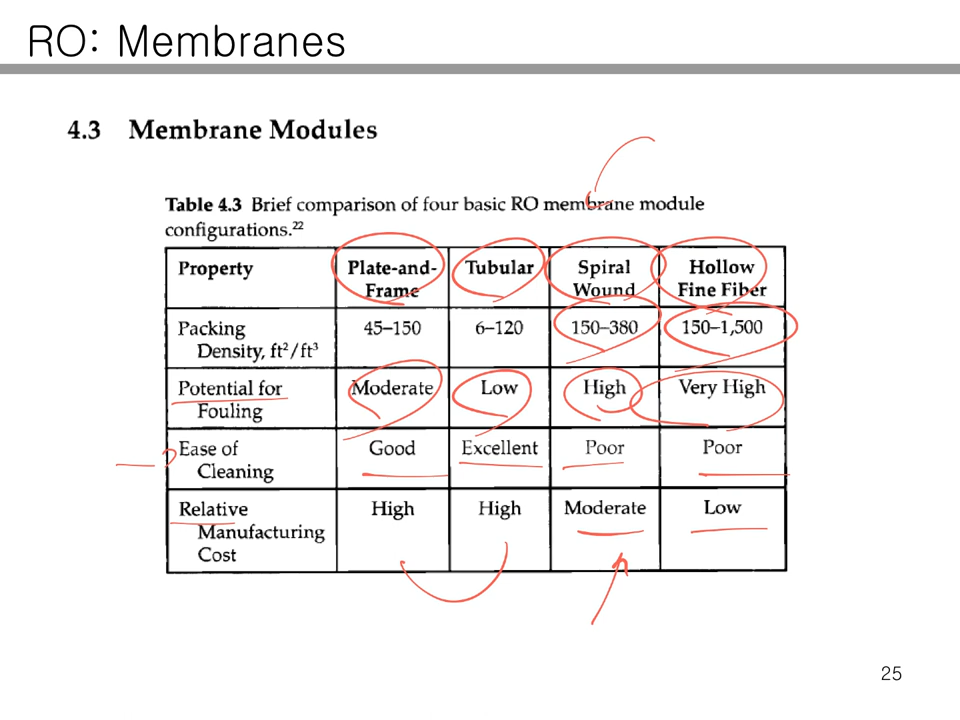 RO: Membranes
4.3 Membrane Modules
Table 4.3 Brief comparison of four basic RO membrane module
configurations.²²
Property Plate-and- Tubular Spiral Hollow
Frame Wound Fine Fiber
Packing 45–150 6–120 150–380 150–1,500
Density, ft²/ft³
Potential for Moderate Low High Very High
Fouling
Ease of Good Excellent Poor Poor
Cleaning
Relative High High Moderate Low
Manufacturing
Cost
25